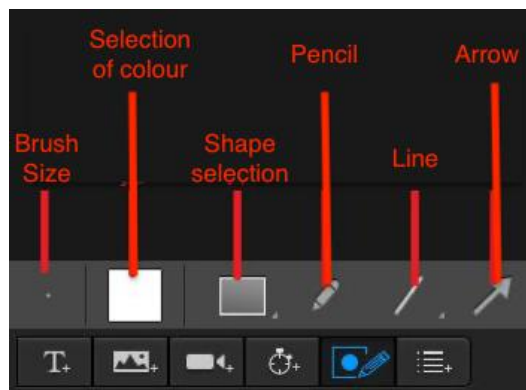 Selection
of colour
Pencil
Arrow
Brush
Size
Shape
selection
Line
T+